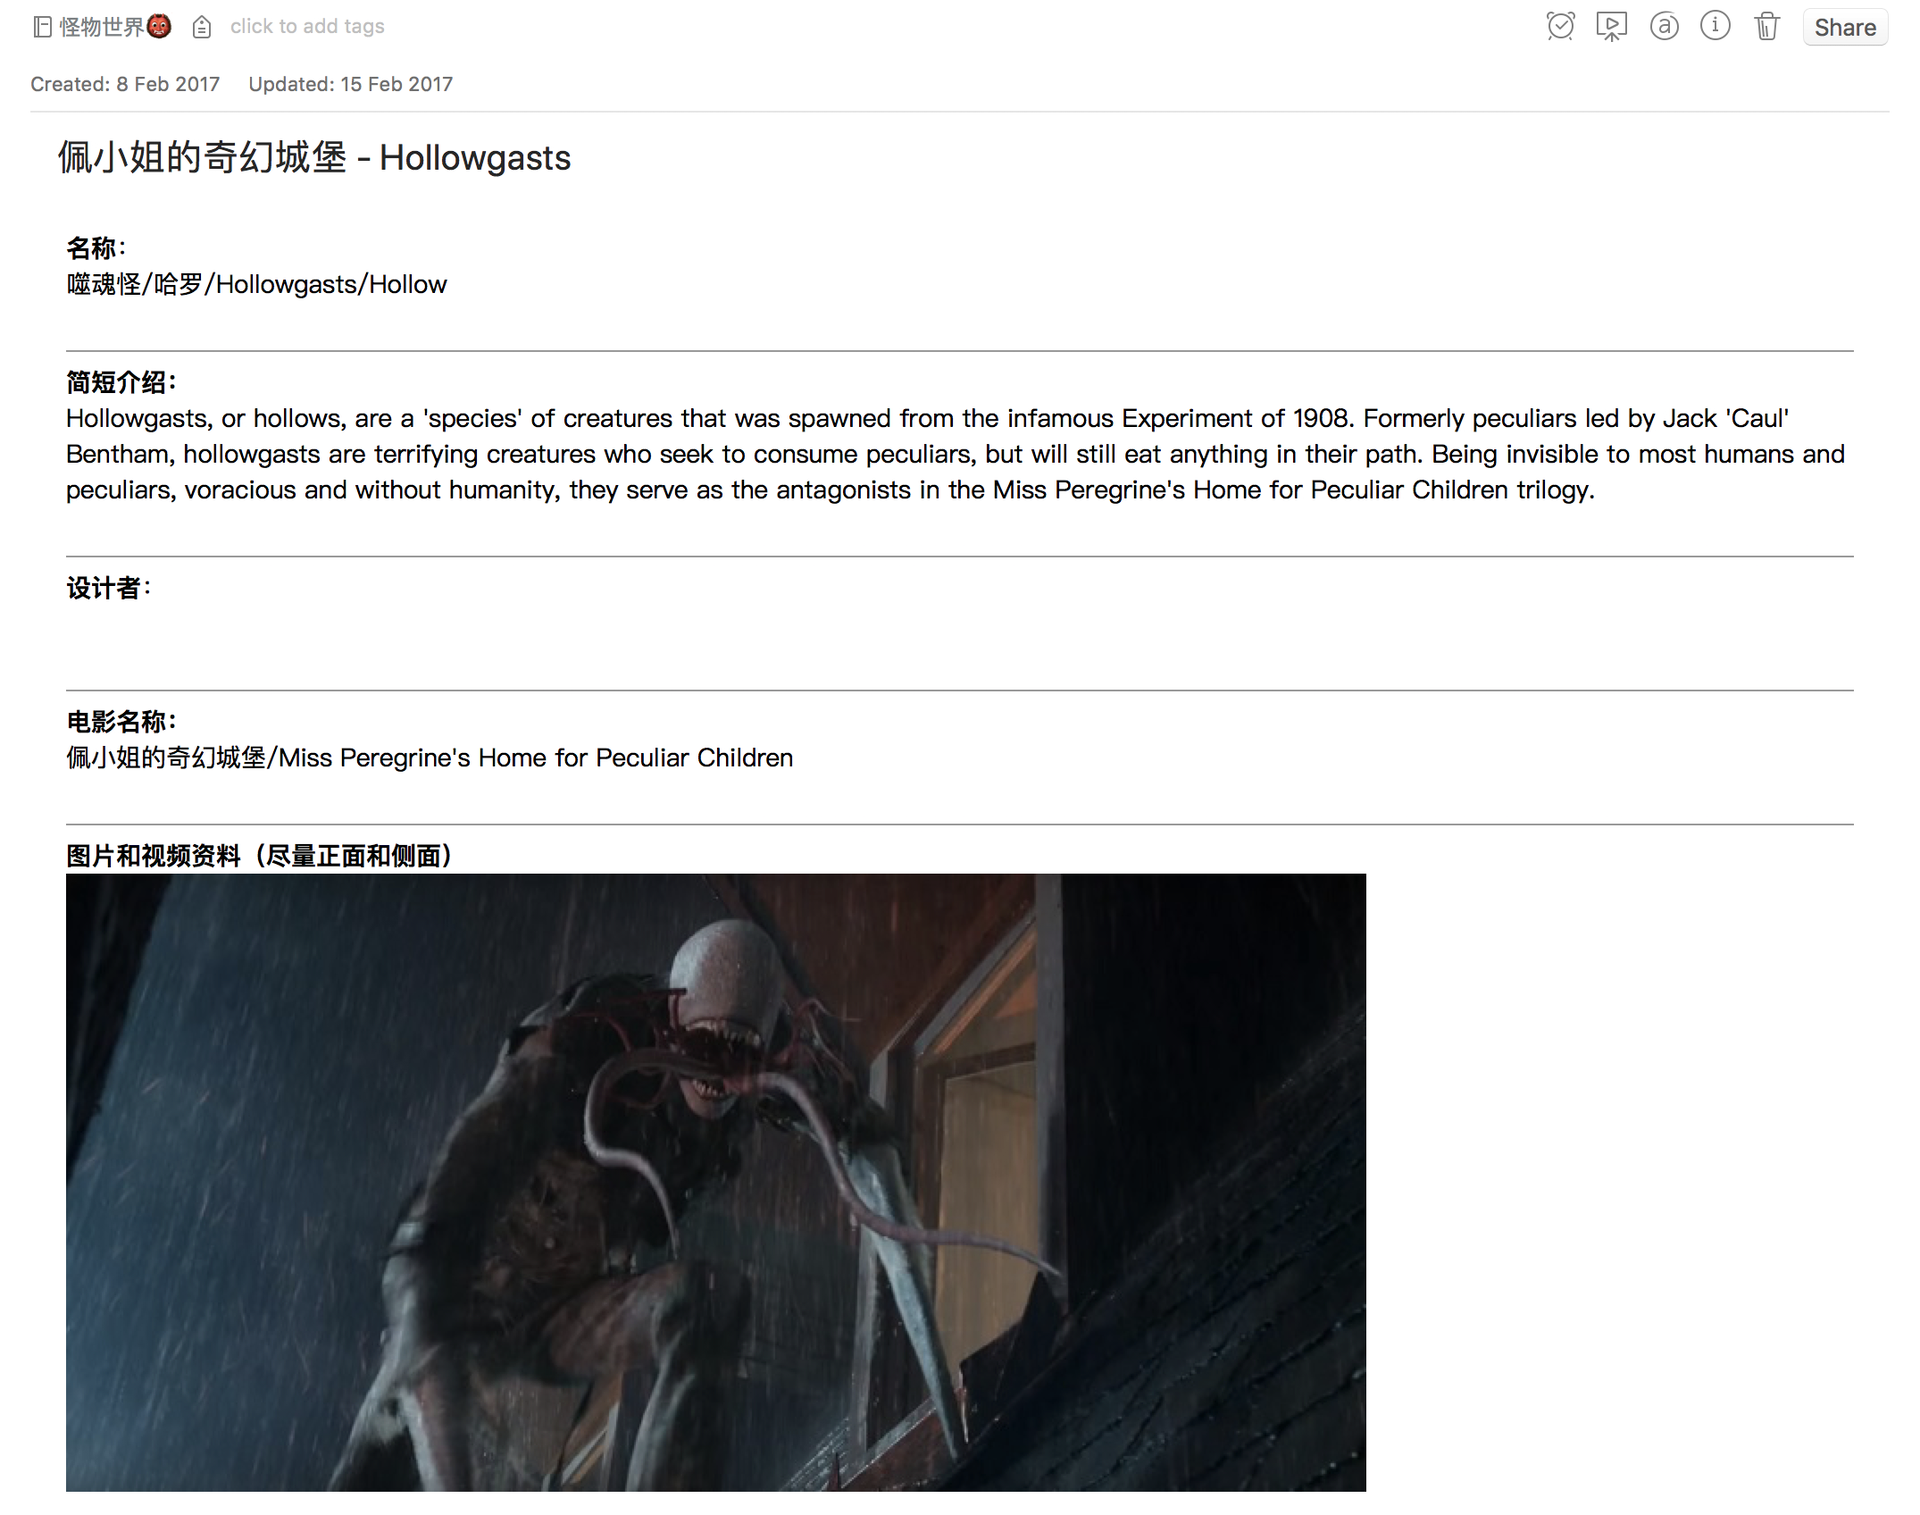 怪物世界👹 click to add tags Share
Created: 8 Feb 2017 Updated: 15 Feb 2017
佩小姐的奇幻城堡 - Hollowgasts
名称：
噬魂怪/哈罗/Hollowgasts/Hollow
简短介绍：
Hollowgasts, or hollows, are a 'species' of creatures that was spawned from the infamous Experiment of 1908. Formerly peculiars led by Jack 'Caul'
Bentham, hollowgasts are terrifying creatures who seek to consume peculiars, but will still eat anything in their path. Being invisible to most humans and
peculiars, voracious and without humanity, they serve as the antagonists in the Miss Peregrine's Home for Peculiar Children trilogy.
设计者：
电影名称：
佩小姐的奇幻城堡/Miss Peregrine's Home for Peculiar Children
图片和视频资料（尽量正面和侧面）